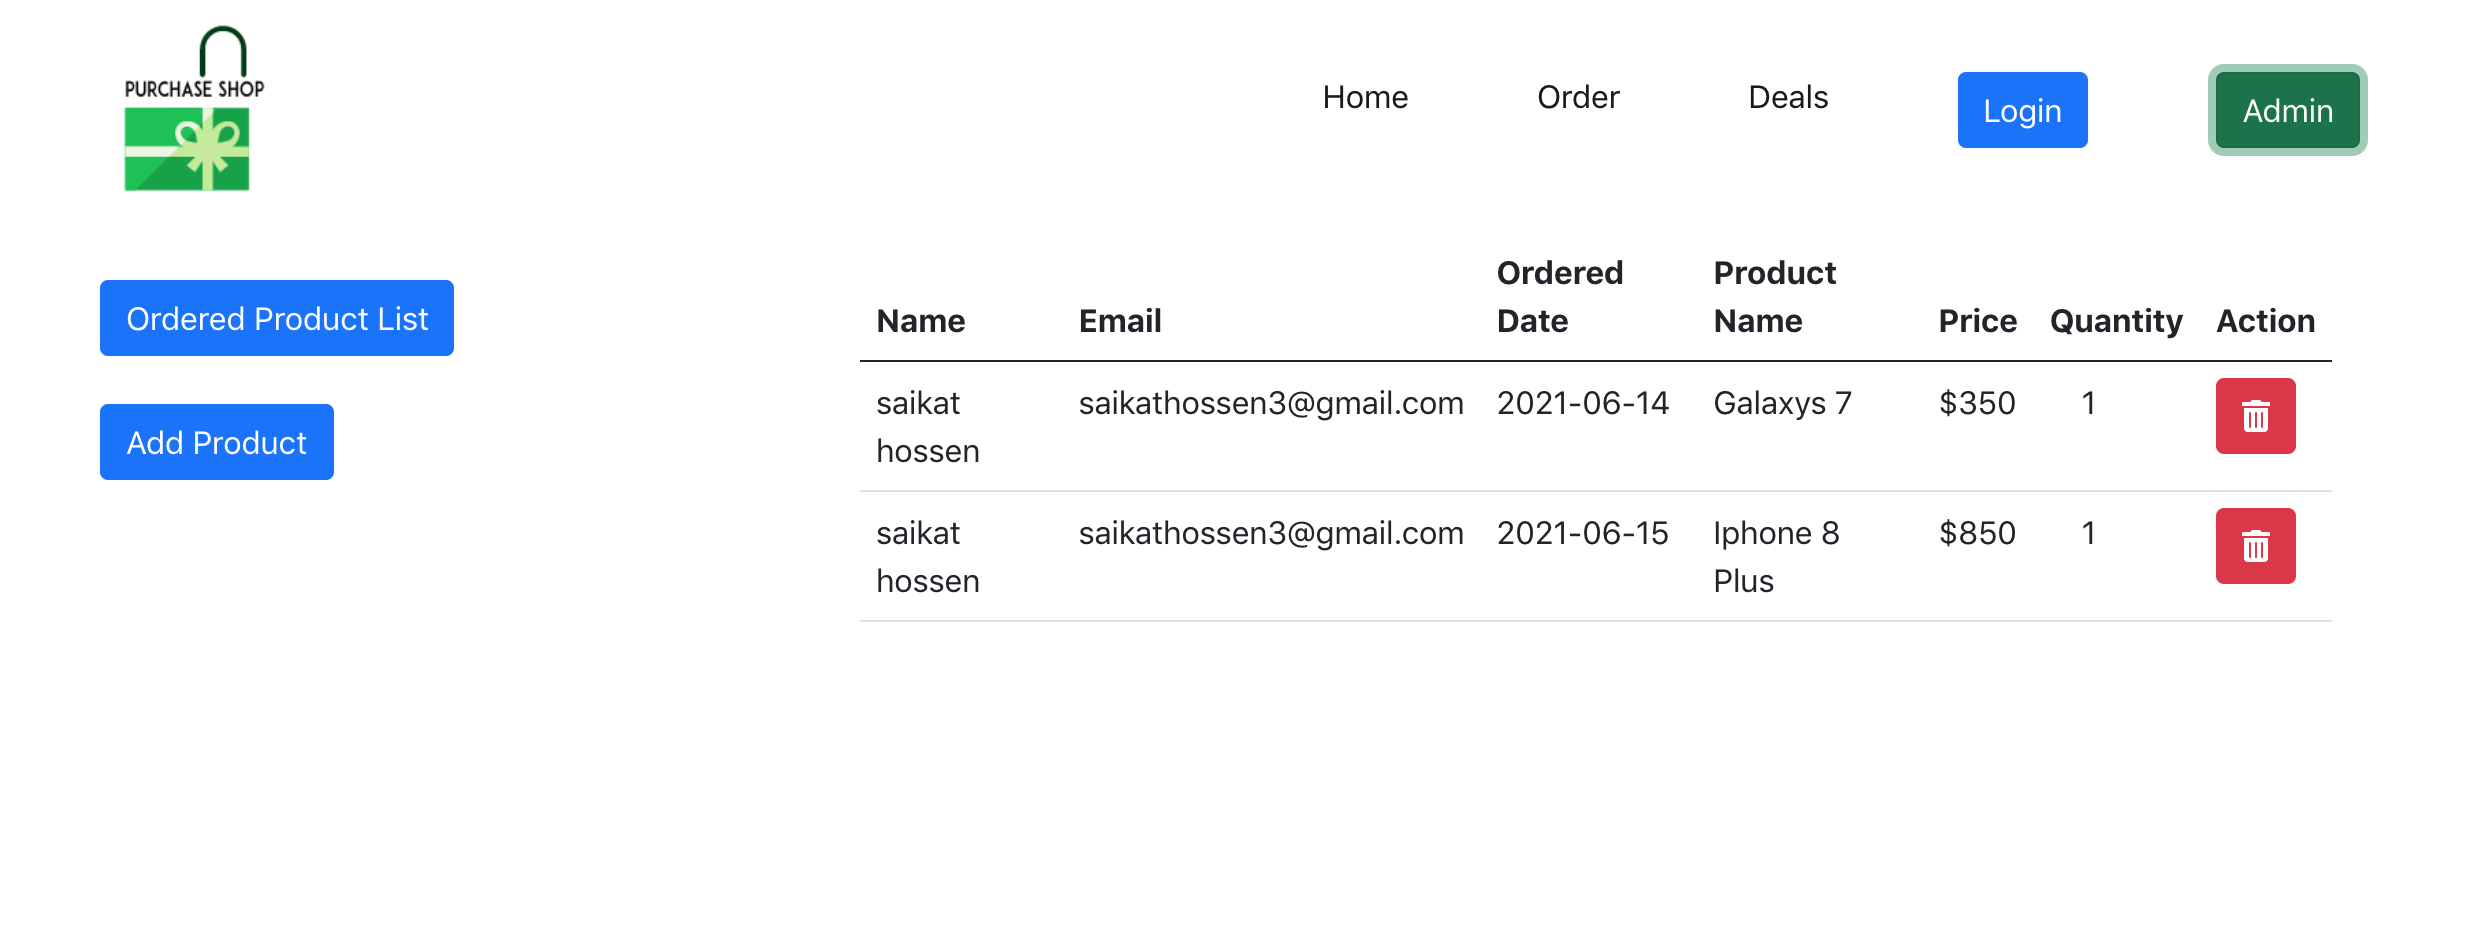 PURCHASE SHOP
Home Order Deals Login Admin
Ordered Product List
Add Product
Name Email Ordered Date Product Name Price Quantity Action
saikat hossen saikathossen3@gmail.com 2021-06-14 Galaxys 7 $350 1
saikat hossen saikathossen3@gmail.com 2021-06-15 Iphone 8 Plus $850 1